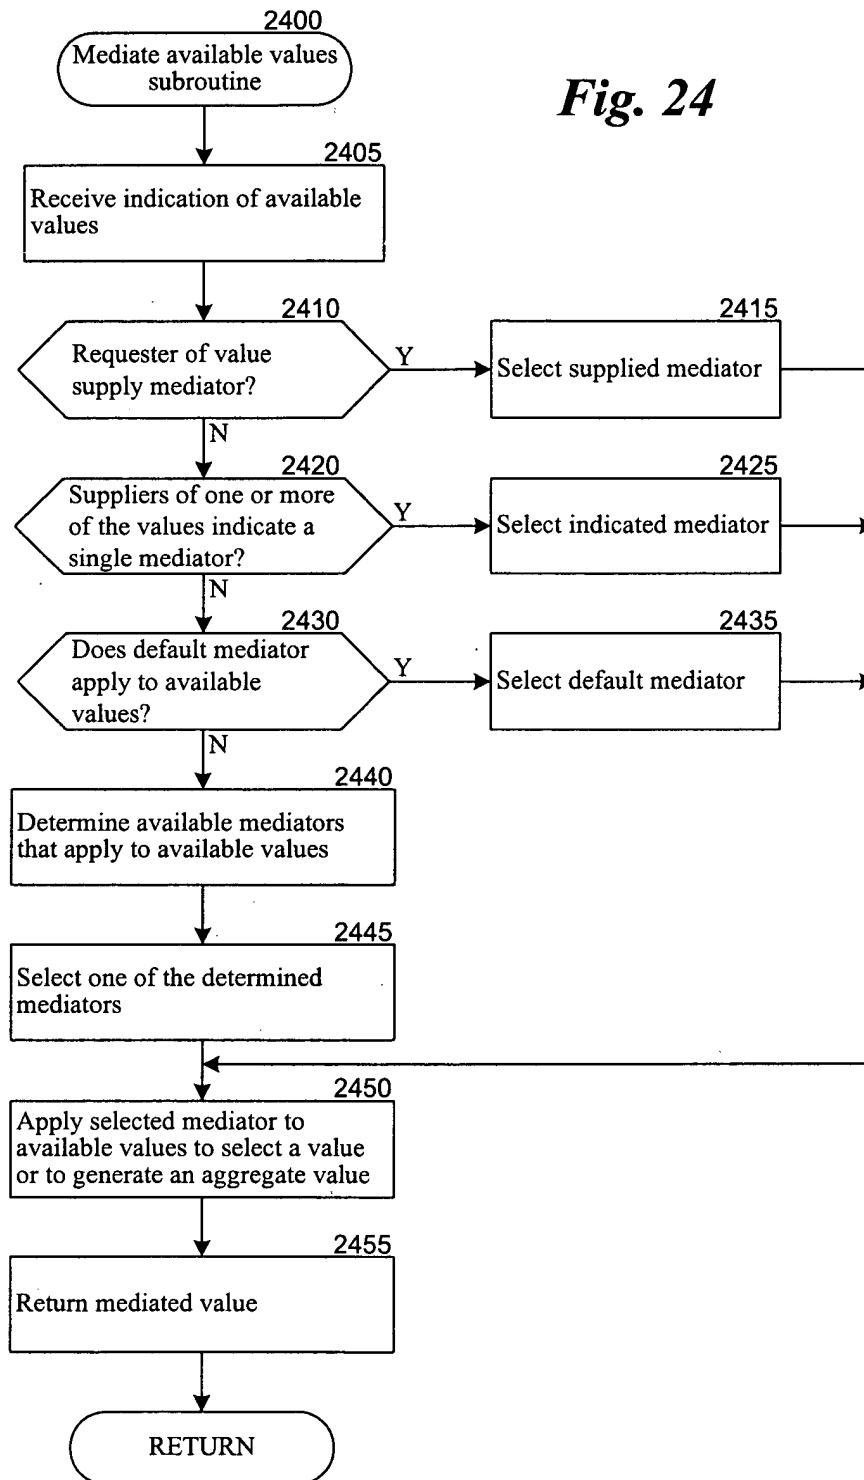 2400
Mediate available values
subroutine
Fig. 24
2405
Receive indication of available
values
2410
Requester of value
supply mediator?
Y
2415
Select supplied mediator
N
2420
Suppliers of one or more
of the values indicate a
single mediator?
Y
2425
Select indicated mediator
N
2430
Does default mediator
apply to available
values?
Y
2435
Select default mediator
N
2440
Determine available mediators
that apply to available values
2445
Select one of the determined
mediators
2450
Apply selected mediator to
available values to select a value
or to generate an aggregate value
2455
Return mediated value
RETURN